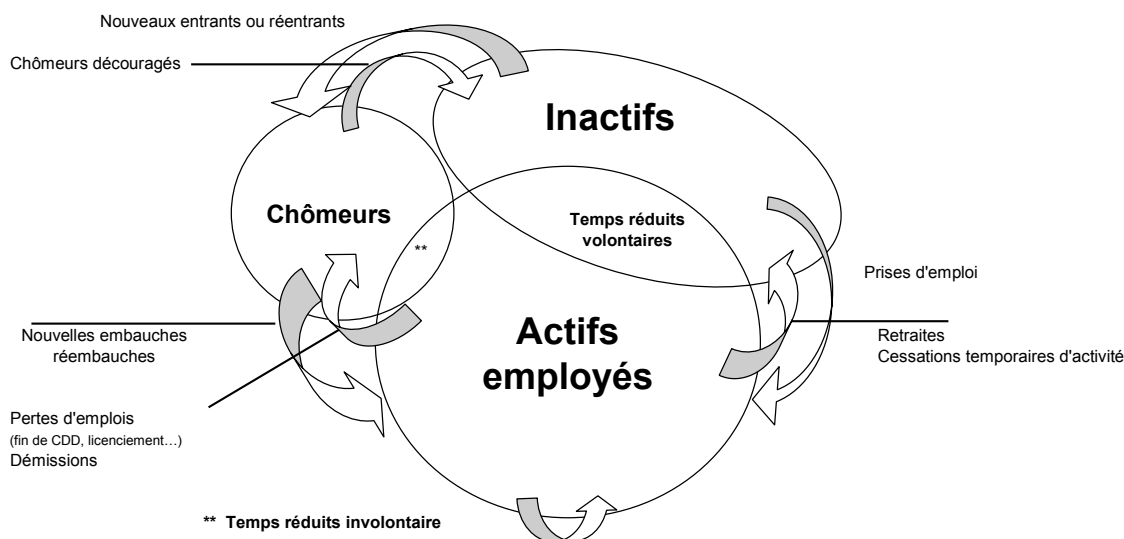 Nouveaux entrants ou réentrants
Chômeurs découragés
Inactifs
Chômeurs
Temps réduits
volontaires
**
Prises d'emploi
Nouvelles embauches
réembauches
Actifs
employés
Retraites
Cessations temporaires d'activité
Pertes d'emplois
(fin de CDD, licenciement…)
Démissions
** Temps réduits involontaire